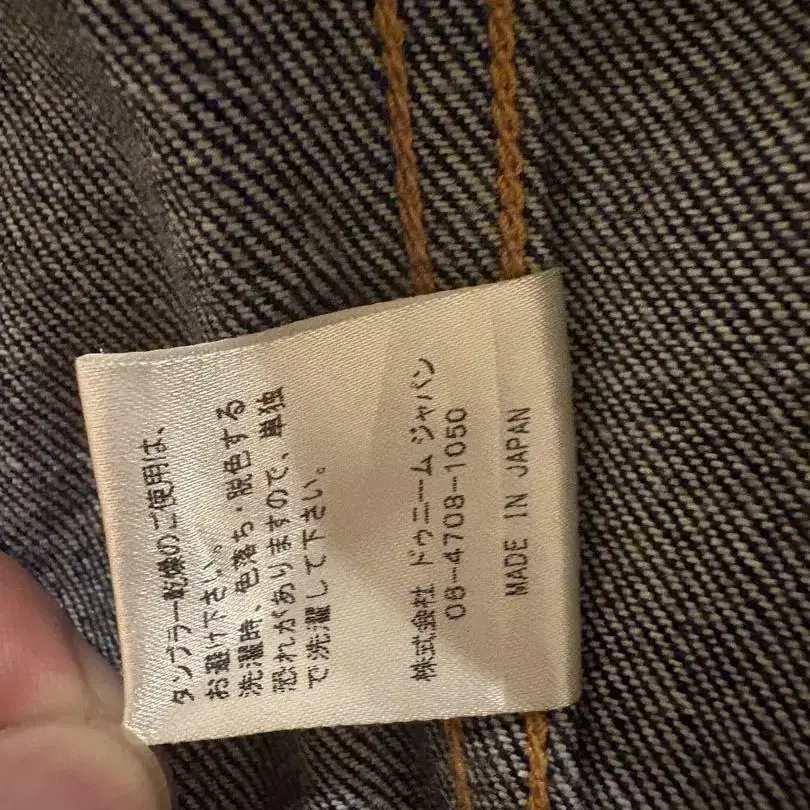 タンブラー乾燥のご使用は、
お避け下さい。
洗濯時、色落ち・脱色する
恐れがありますので、単独
で洗濯して下さい。
株式会社 ドゥニーム ジャパン
08-4708-1050
MADE IN JAPAN